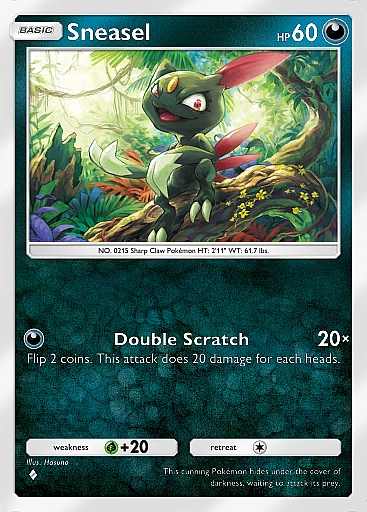 BASIC Sneasel HP 60
NO. 0215 Sharp Claw Pokémon HT: 2'11" WT: 61.7 lbs.
Double Scratch 20×
Flip 2 coins. This attack does 20 damage for each heads.
weakness +20 retreat
Illus. Hasuno
This cunning Pokémon hides under the cover of
darkness, waiting to attack its prey.